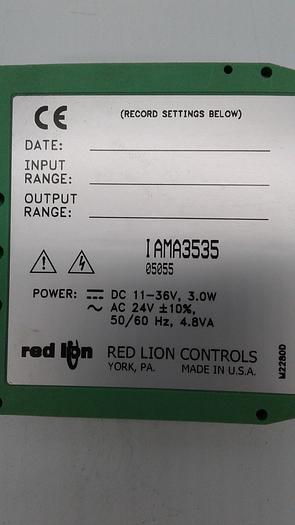 CE
(RECORD SETTINGS BELOW)
DATE:
INPUT
RANGE:
OUTPUT
RANGE:
IAMA3535
05055
POWER: DC 11-36V, 3.0W
AC 24V ±10%,
50/60 Hz, 4.8VA
red lion RED LION CONTROLS
YORK, PA. MADE IN U.S.A.
M2280D